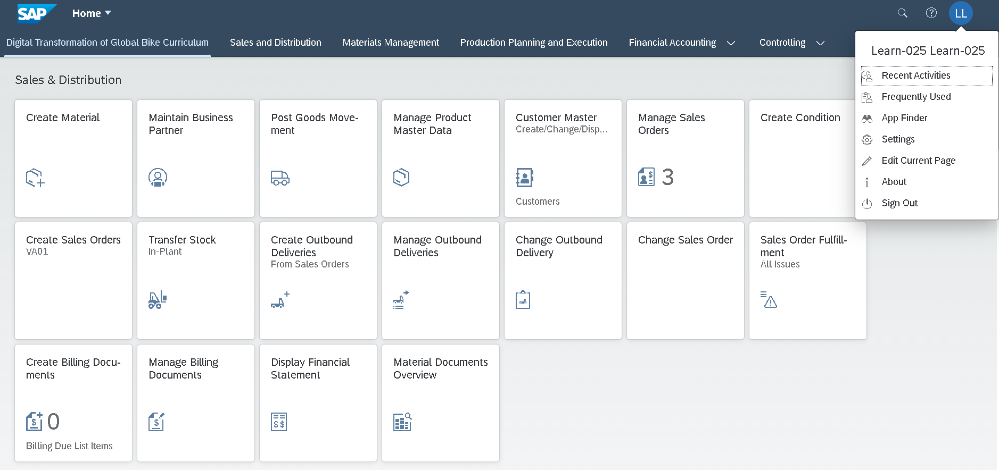 SAP
Home
LL
Digital Transformation of Global Bike Curriculum
Sales and Distribution
Materials Management
Production Planning and Execution
Financial Accounting
Controlling
Learn-025 Learn-025
Recent Activities
Frequently Used
App Finder
Settings
Edit Current Page
About
Sign Out
Sales & Distribution
Create Material
Maintain Business
Partner
Post Goods Move-
ment
Manage Product
Master Data
Customer Master
Create/Change/Disp...
Customers
Manage Sales
Orders
3
Create Condition
Create Sales Orders
VA01
Transfer Stock
In-Plant
Create Outbound
Deliveries
From Sales Orders
Manage Outbound
Deliveries
Change Outbound
Delivery
Change Sales Order
Sales Order Fulfill-
ment
All Issues
Create Billing Docu-
ments
0
Billing Due List Items
Manage Billing
Documents
Display Financial
Statement
Material Documents
Overview